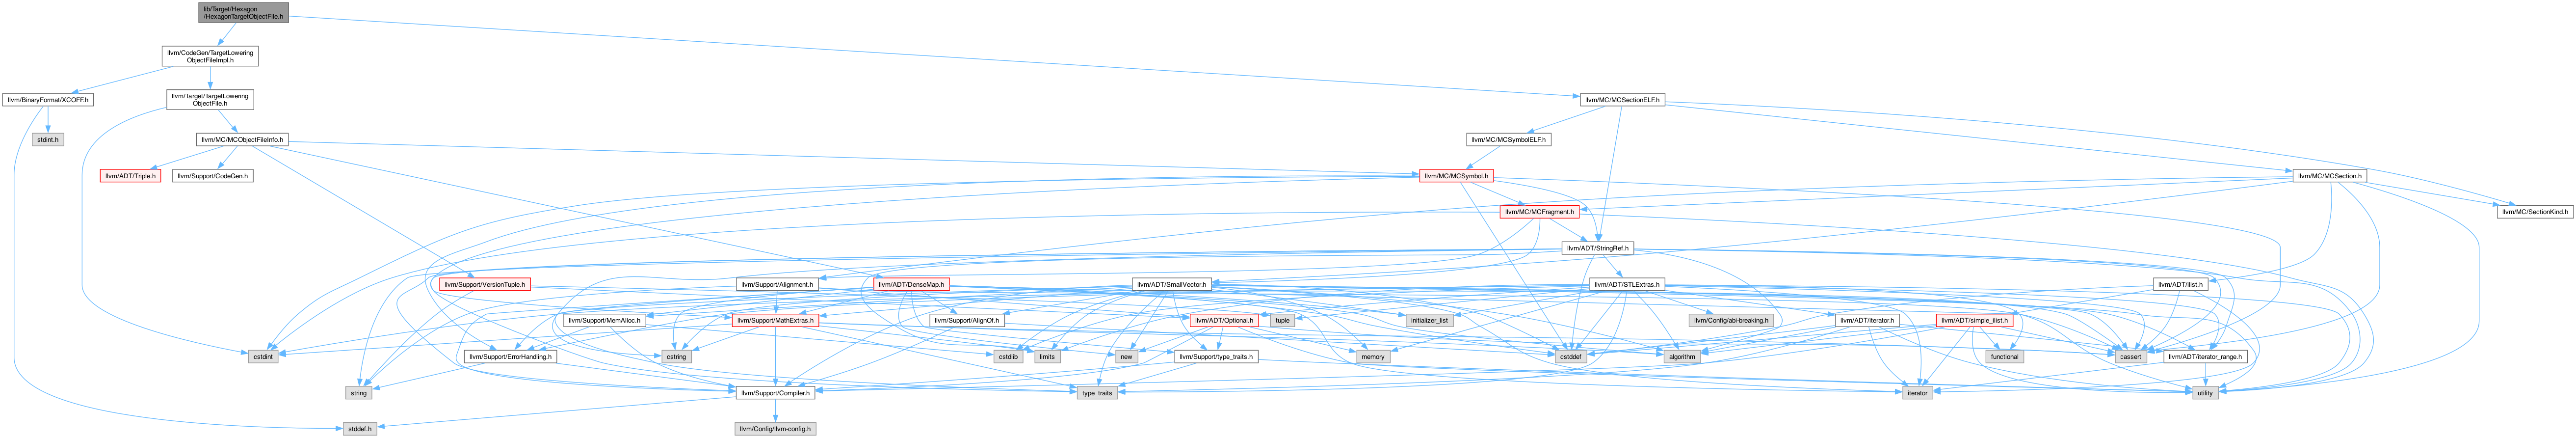 lib/Target/Hexagon
/HexagonTargetObjectFile.h
llvm/CodeGen/TargetLowering
ObjectFileImpl.h
llvm/BinaryFormat/XCOFF.h
llvm/Target/TargetLowering
ObjectFile.h
llvm/MC/MCSectionELF.h
stdint.h
llvm/MC/MCObjectFileInfo.h
llvm/MC/MCSymbolELF.h
llvm/ADT/Triple.h
llvm/Support/CodeGen.h
llvm/MC/MCSymbol.h
llvm/MC/MCSection.h
llvm/MC/MCFragment.h
llvm/MC/SectionKind.h
llvm/ADT/StringRef.h
llvm/Support/VersionTuple.h
llvm/Support/Alignment.h
llvm/ADT/DenseMap.h
llvm/ADT/SmallVector.h
llvm/ADT/STLExtras.h
llvm/ADT/ilist.h
llvm/Support/MemAlloc.h
llvm/Support/MathExtras.h
llvm/Support/AlignOf.h
llvm/ADT/Optional.h
tuple
initializer_list
llvm/Config/abi-breaking.h
llvm/ADT/iterator.h
llvm/ADT/simple_ilist.h
cstdint
llvm/Support/ErrorHandling.h
cstring
cstdlib
limits
new
llvm/Support/type_traits.h
memory
cstddef
algorithm
functional
cassert
llvm/ADT/iterator_range.h
string
llvm/Support/Compiler.h
type_traits
iterator
utility
stddef.h
llvm/Config/llvm-config.h